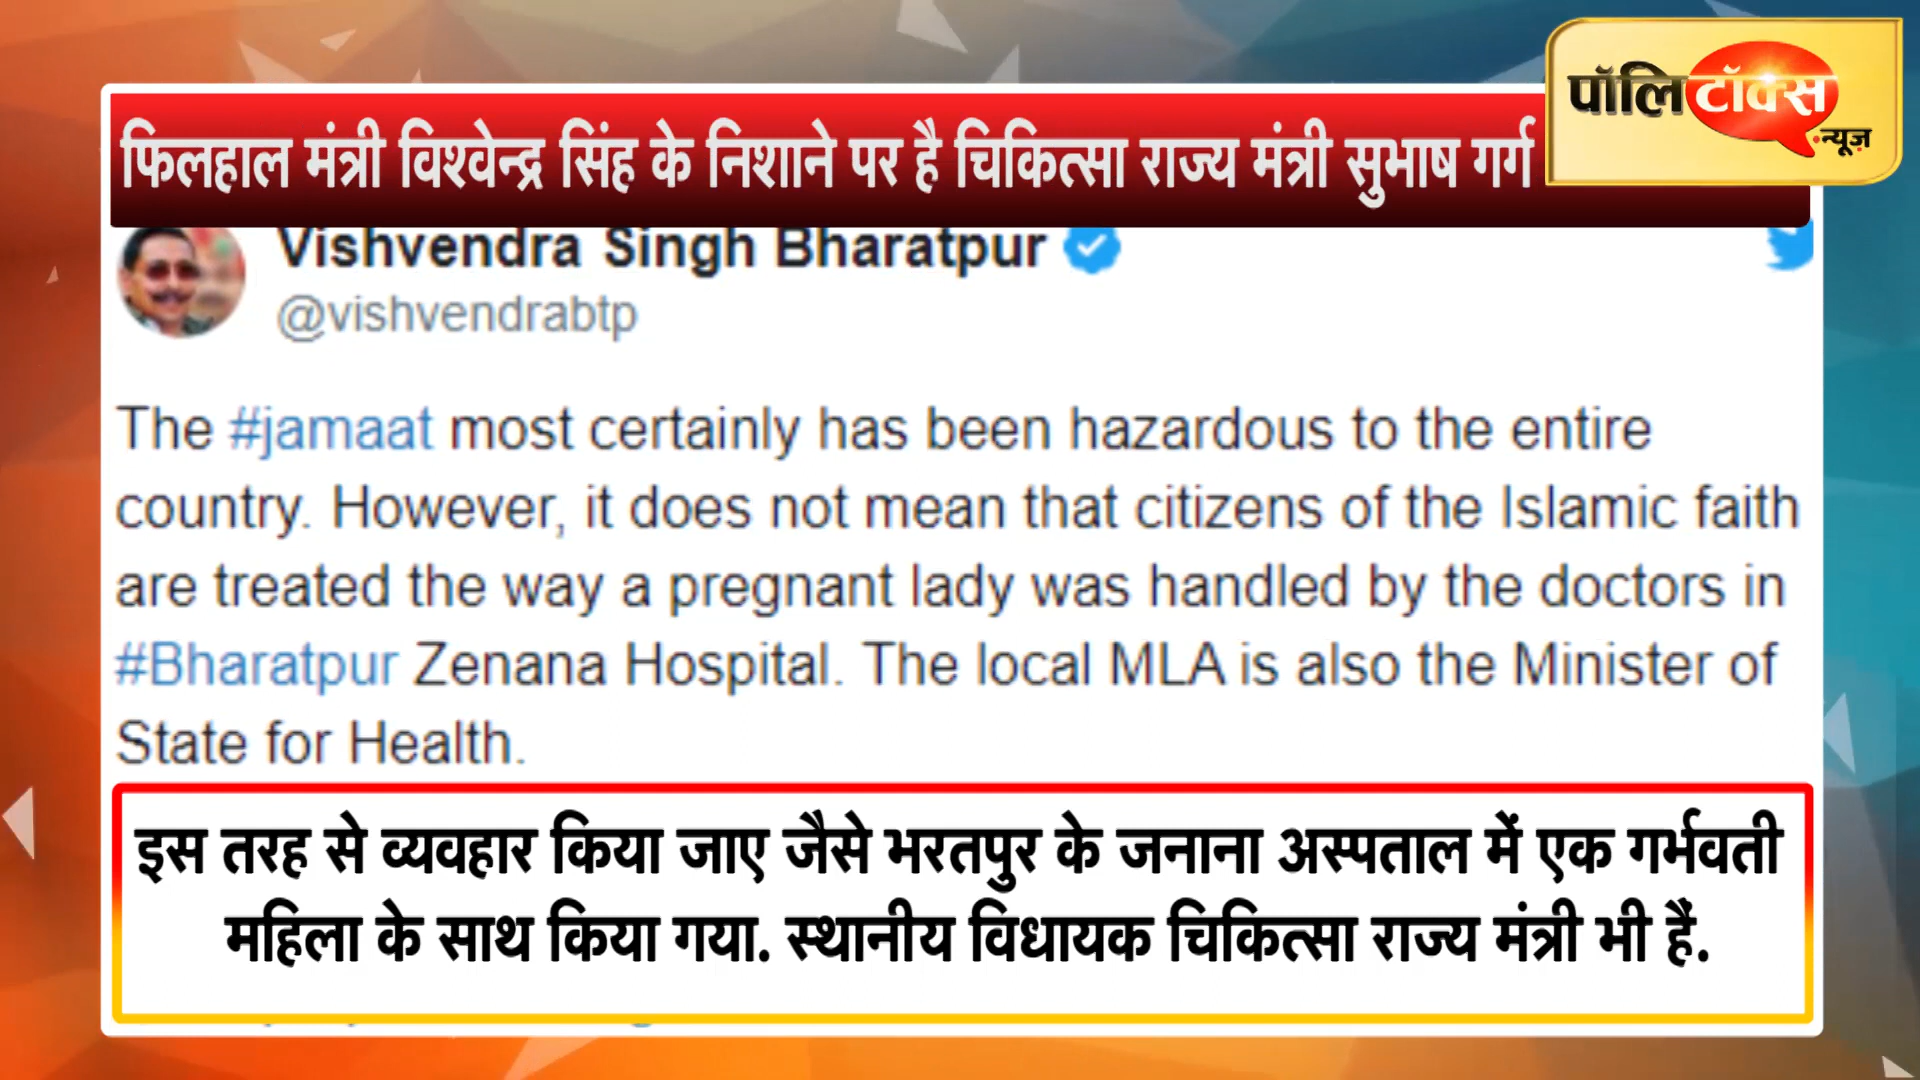 पॉलिटॉक्स
न्यूज़
फिलहाल मंत्री विश्वेन्द्र सिंह के निशाने पर है चिकित्सा राज्य मंत्री सुभाष गर्ग
Vishvendra Singh Bharatpur
@vishvendrabtp
The #jamaat most certainly has been hazardous to the entire
country. However, it does not mean that citizens of the Islamic faith
are treated the way a pregnant lady was handled by the doctors in
#Bharatpur Zenana Hospital. The local MLA is also the Minister of
State for Health.
इस तरह से व्यवहार किया जाए जैसे भरतपुर के जनाना अस्पताल में एक गर्भवती
महिला के साथ किया गया. स्थानीय विधायक चिकित्सा राज्य मंत्री भी हैं.